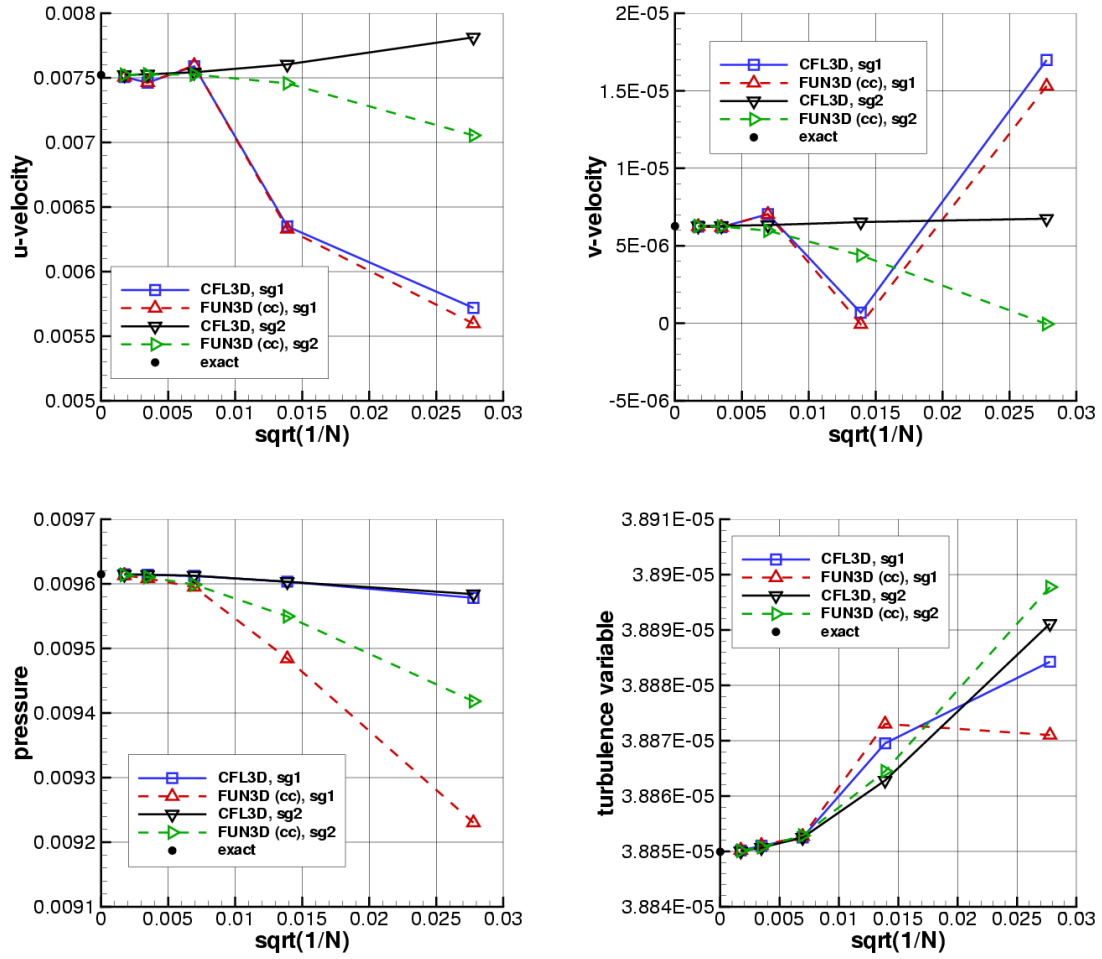 0.008
0.0075
0.007
0.0065
0.006
0.0055
0.005
u-velocity
CFL3D, sg1
FUN3D (cc), sg1
CFL3D, sg2
FUN3D (cc), sg2
exact
0 0.005 0.01 0.015 0.02 0.025 0.03
sqrt(1/N)
2E-05
1.5E-05
1E-05
5E-06
0
-5E-06
v-velocity
CFL3D, sg1
FUN3D (cc), sg1
CFL3D, sg2
FUN3D (cc), sg2
exact
0 0.005 0.01 0.015 0.02 0.025 0.03
sqrt(1/N)
0.0097
0.0096
0.0095
0.0094
0.0093
0.0092
0.0091
pressure
CFL3D, sg1
FUN3D (cc), sg1
CFL3D, sg2
FUN3D (cc), sg2
exact
0 0.005 0.01 0.015 0.02 0.025 0.03
sqrt(1/N)
3.891E-05
3.89E-05
3.889E-05
3.888E-05
3.887E-05
3.886E-05
3.885E-05
3.884E-05
turbulence variable
CFL3D, sg1
FUN3D (cc), sg1
CFL3D, sg2
FUN3D (cc), sg2
exact
0 0.005 0.01 0.015 0.02 0.025 0.03
sqrt(1/N)